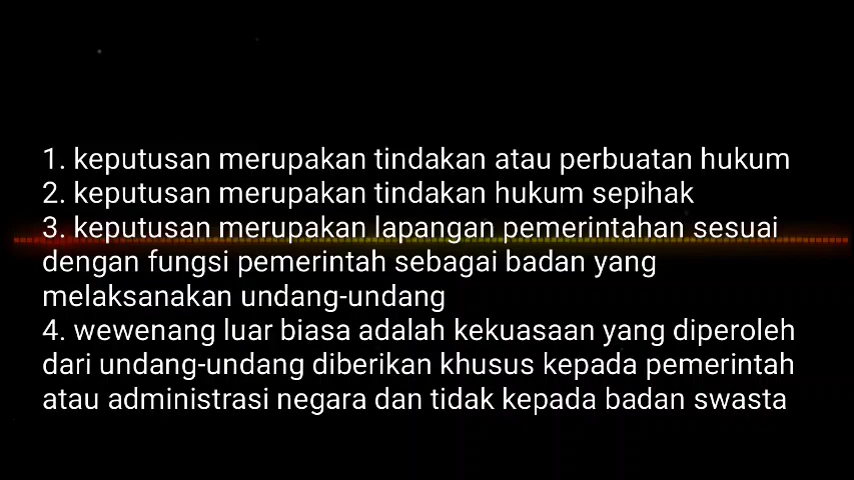 1. keputusan merupakan tindakan atau perbuatan hukum
2. keputusan merupakan tindakan hukum sepihak
3. keputusan merupakan lapangan pemerintahan sesuai
dengan fungsi pemerintah sebagai badan yang
melaksanakan undang-undang
4. wewenang luar biasa adalah kekuasaan yang diperoleh
dari undang-undang diberikan khusus kepada pemerintah
atau administrasi negara dan tidak kepada badan swasta